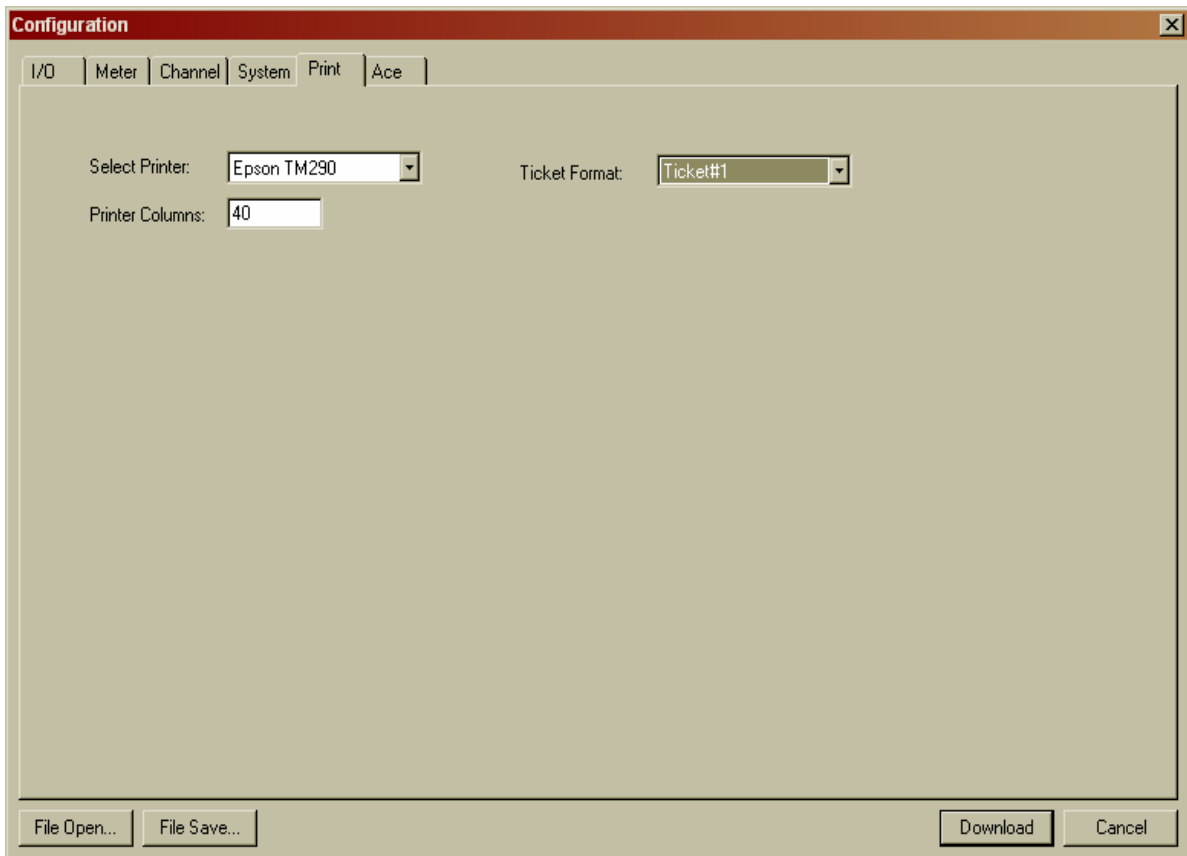 Configuration
I/O Meter Channel System Print Ace
Select Printer: Epson TM290 Ticket Format: Ticket#1
Printer Columns: 40
File Open... File Save... Download Cancel